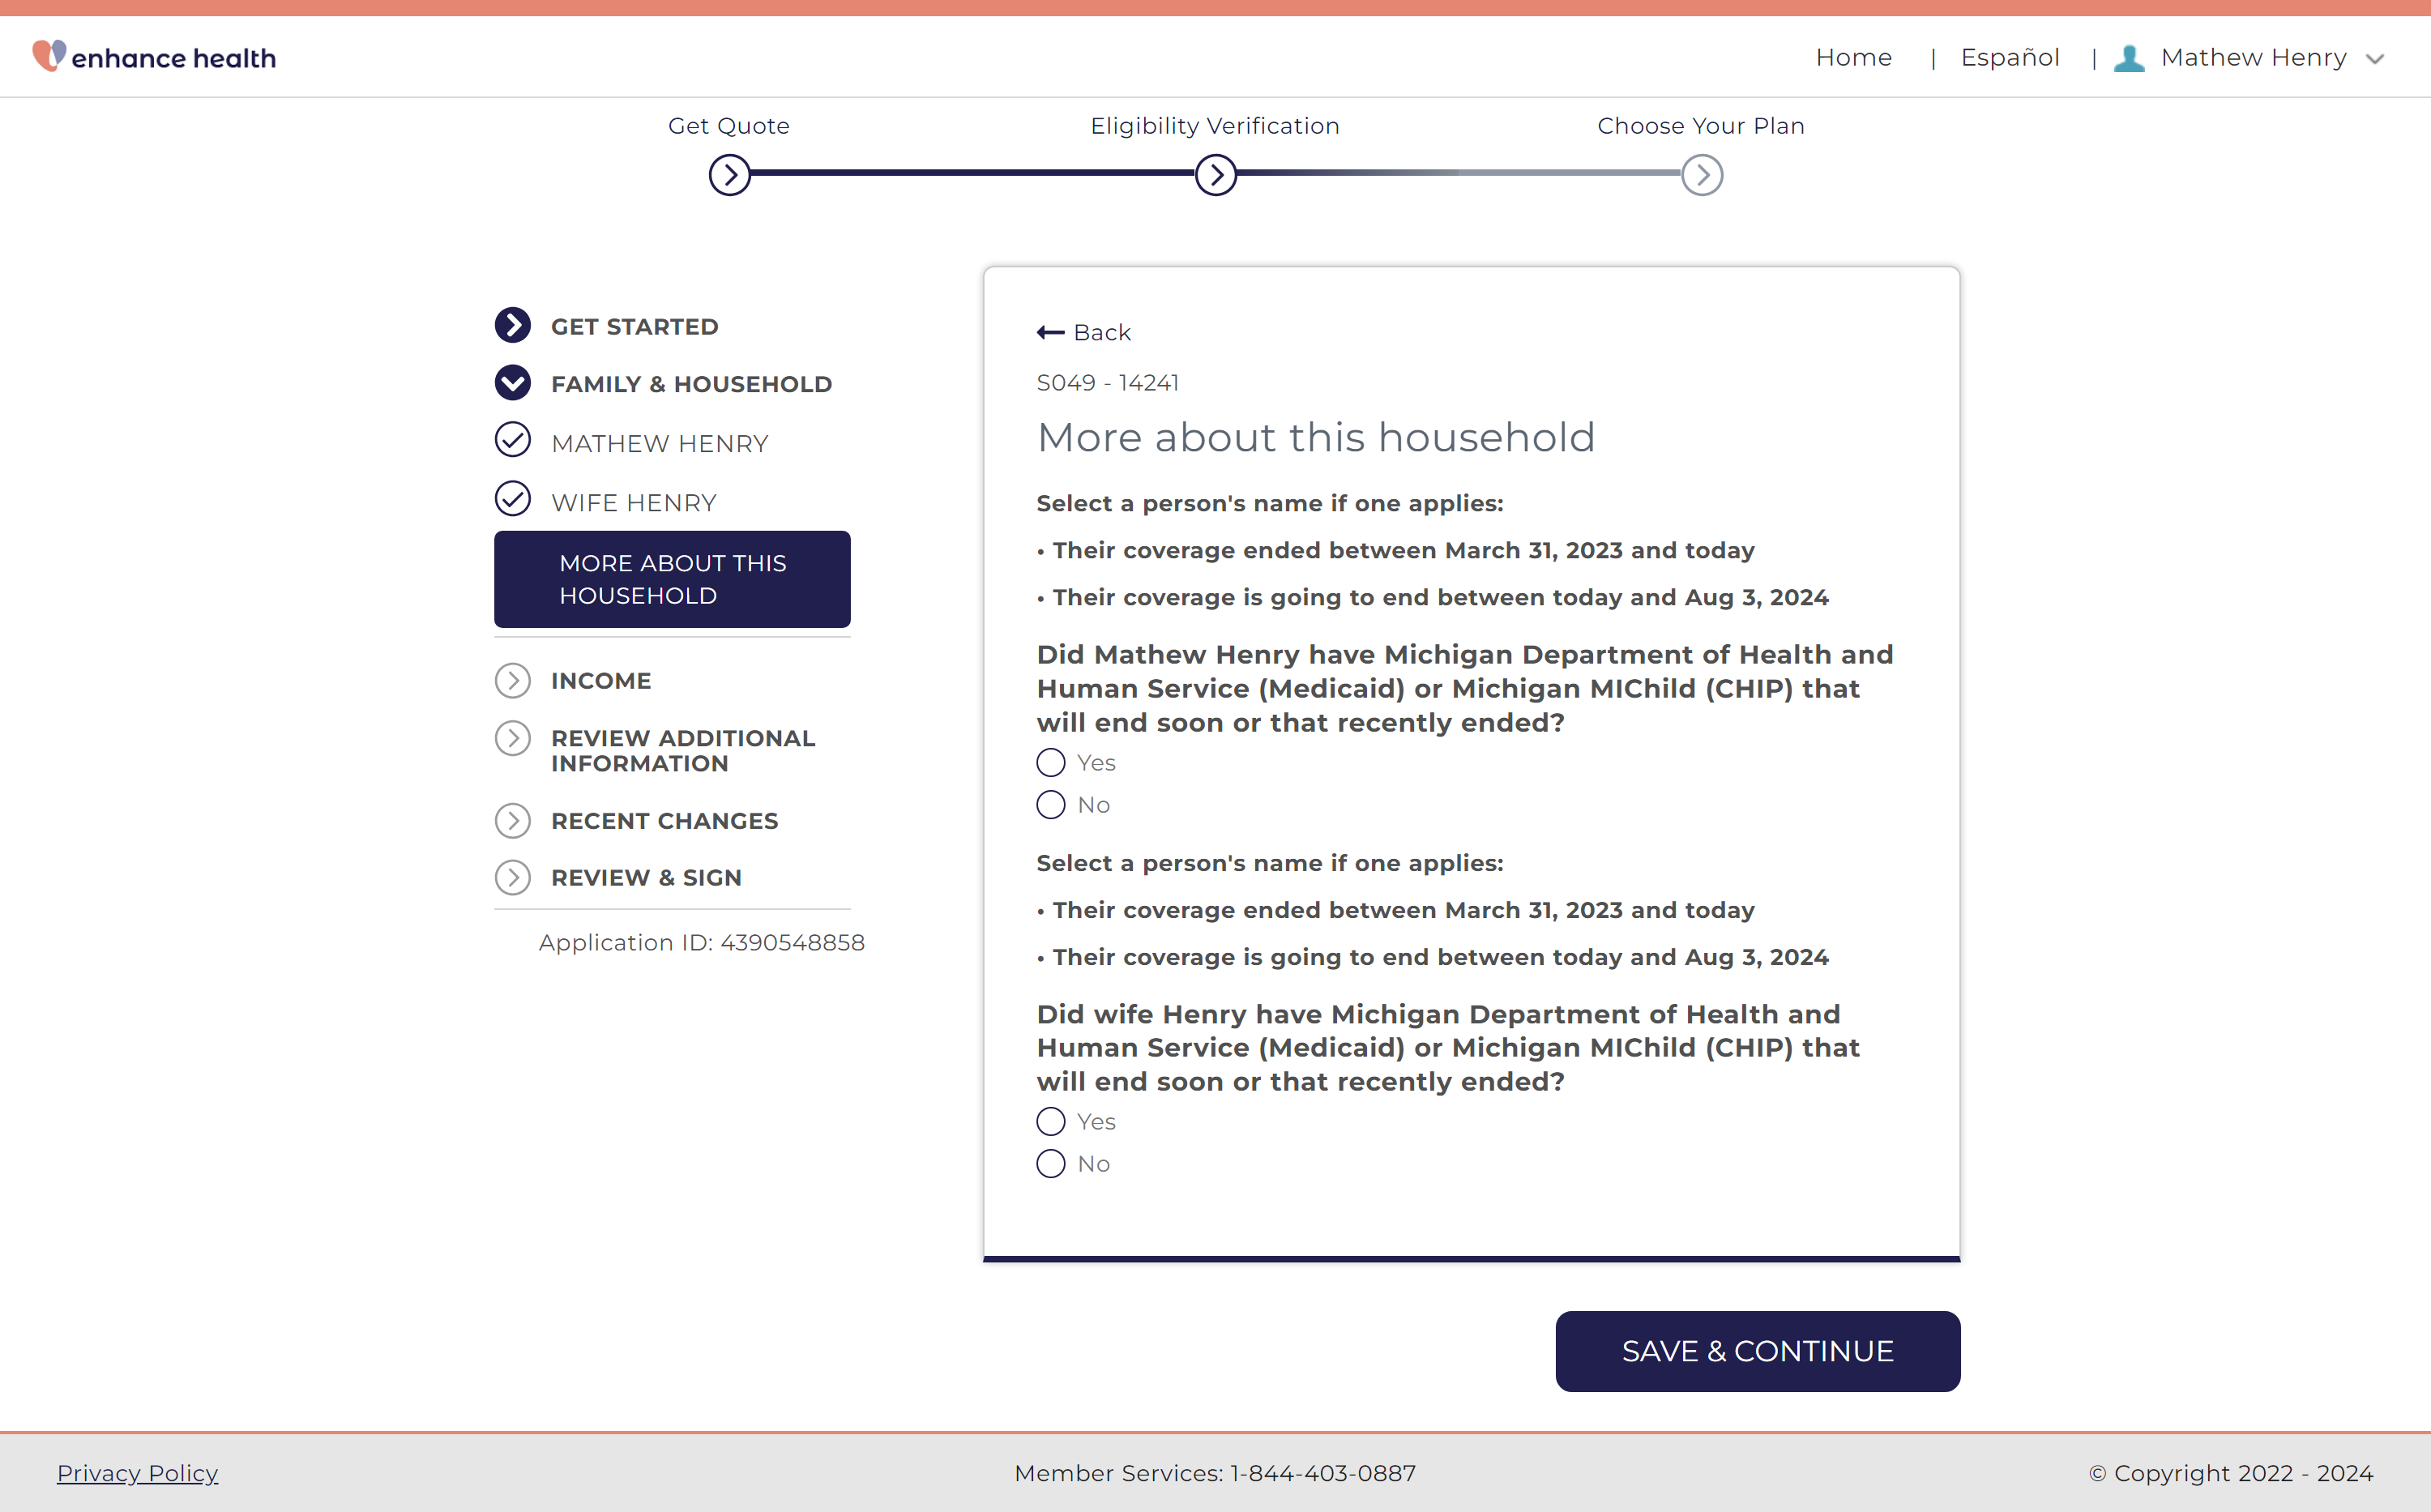 enhance health
Home | Español | Mathew Henry
Get Quote
Eligibility Verification
Choose Your Plan
GET STARTED
FAMILY & HOUSEHOLD
MATHEW HENRY
WIFE HENRY
MORE ABOUT THIS
HOUSEHOLD
INCOME
REVIEW ADDITIONAL
INFORMATION
RECENT CHANGES
REVIEW & SIGN
Application ID: 4390548858
Back
S049 - 14241
More about this household
Select a person's name if one applies:
• Their coverage ended between March 31, 2023 and today
• Their coverage is going to end between today and Aug 3, 2024
Did Mathew Henry have Michigan Department of Health and
Human Service (Medicaid) or Michigan MIChild (CHIP) that
will end soon or that recently ended?
Yes
No
Select a person's name if one applies:
• Their coverage ended between March 31, 2023 and today
• Their coverage is going to end between today and Aug 3, 2024
Did wife Henry have Michigan Department of Health and
Human Service (Medicaid) or Michigan MIChild (CHIP) that
will end soon or that recently ended?
Yes
No
SAVE & CONTINUE
Privacy Policy
Member Services: 1-844-403-0887
© Copyright 2022 - 2024